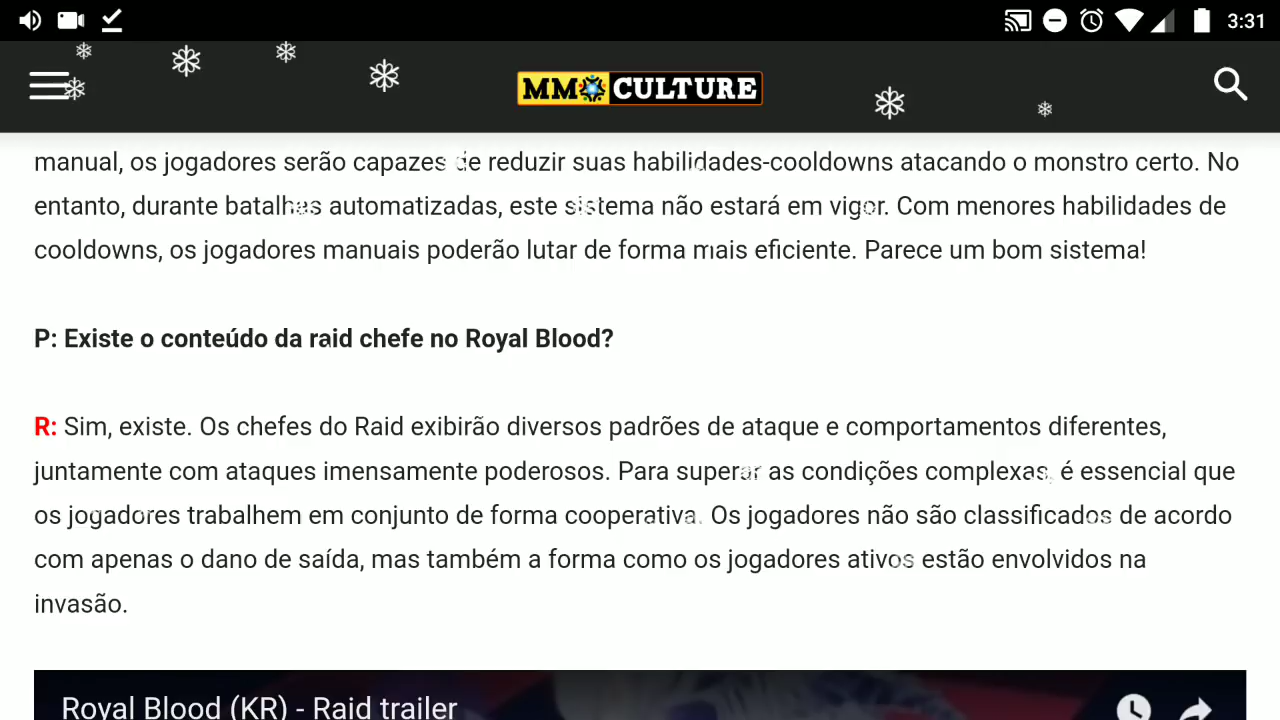 3:31
MMOCULTURE
manual, os jogadores serão capazes de reduzir suas habilidades-cooldowns atacando o monstro certo. No
entanto, durante batalhas automatizadas, este sistema não estará em vigor. Com menores habilidades de
cooldowns, os jogadores manuais poderão lutar de forma mais eficiente. Parece um bom sistema!
P: Existe o conteúdo da raid chefe no Royal Blood?
R: Sim, existe. Os chefes do Raid exibirão diversos padrões de ataque e comportamentos diferentes,
juntamente com ataques imensamente poderosos. Para superar as condições complexas, é essencial que
os jogadores trabalhem em conjunto de forma cooperativa. Os jogadores não são classificados de acordo
com apenas o dano de saída, mas também a forma como os jogadores ativos estão envolvidos na
invasão.
Royal Blood (KR) - Raid trailer